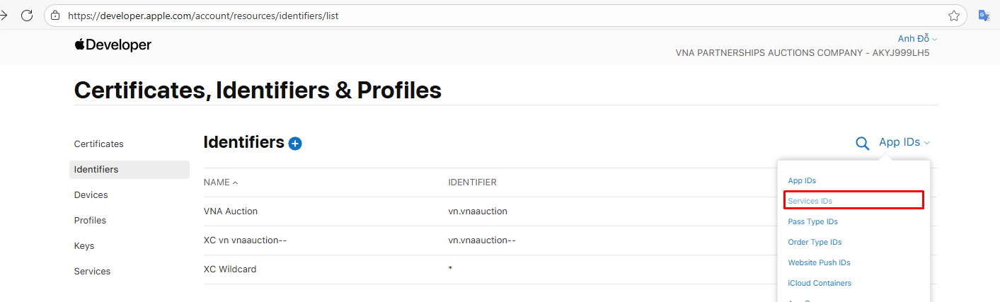 https://developer.apple.com/account/resources/identifiers/list
Developer
Anh Đỗ
VNA PARTNERSHIPS AUCTIONS COMPANY - AKYJ999LH5
Certificates, Identifiers & Profiles
Certificates
Identifiers
Devices
Profiles
Keys
Services
Identifiers
App IDs
NAME IDENTIFIER
VNA Auction vn.vnaauction
XC vn vnaauction-- vn.vnaauction--
XC Wildcard *
App IDs
Services IDs
Pass Type IDs
Order Type IDs
Website Push IDs
iCloud Containers